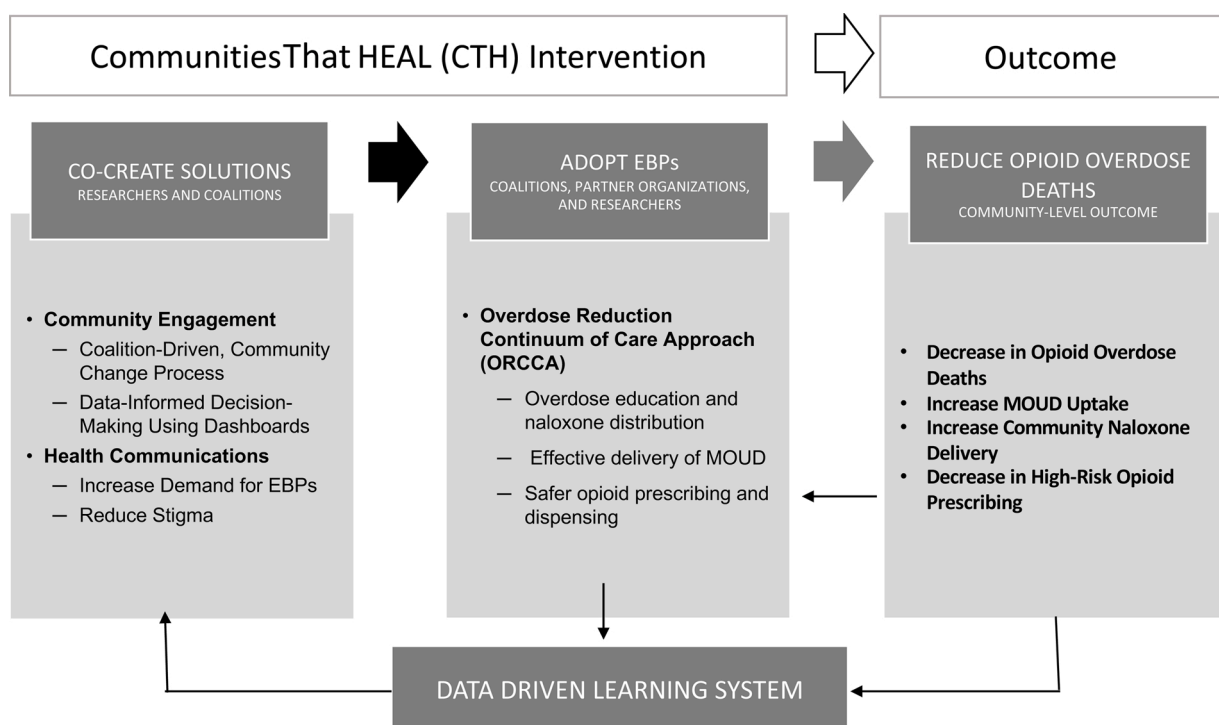 CommunitiesThat HEAL (CTH) Intervention
Outcome
CO-CREATE SOLUTIONS
RESEARCHERS AND COALITIONS
• Community Engagement
— Coalition-Driven, Community
Change Process
— Data-Informed Decision-
Making Using Dashboards
• Health Communications
— Increase Demand for EBPs
— Reduce Stigma
ADOPT EBPs
COALITIONS, PARTNER ORGANIZATIONS,
AND RESEARCHERS
• Overdose Reduction
Continuum of Care Approach
(ORCCA)
— Overdose education and
naloxone distribution
— Effective delivery of MOUD
— Safer opioid prescribing and
dispensing
REDUCE OPIOID OVERDOSE
DEATHS
COMMUNITY-LEVEL OUTCOME
• Decrease in Opioid Overdose
Deaths
• Increase MOUD Uptake
• Increase Community Naloxone
Delivery
• Decrease in High-Risk Opioid
Prescribing
DATA DRIVEN LEARNING SYSTEM